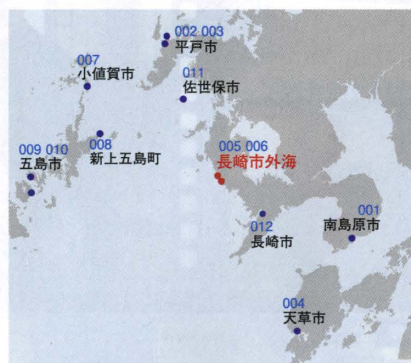 002 003
平戸市
007
小値賀市
011
佐世保市
008
新上五島町
009 010
五島市
005 006
長崎市外海
012
長崎市
001
南島原市
004
天草市